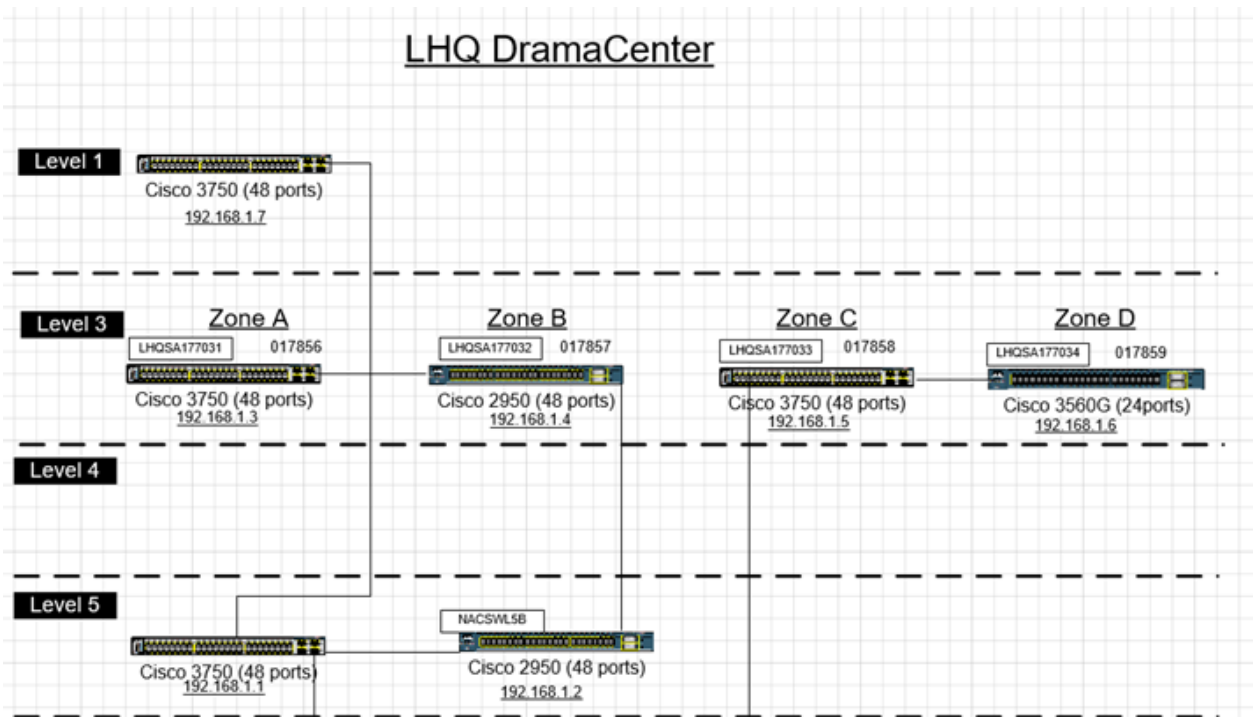 LHQ DramaCenter
Level 1
Cisco 3750 (48 ports)
192.168.1.7
Level 3
Zone A
Zone B
Zone C
Zone D
LHQSA177031
017856
LHQSA177032
017857
LHQSA177033
017858
LHQSA177034
017859
Cisco 3750 (48 ports)
192.168.1.3
Cisco 2950 (48 ports)
192.168.1.4
Cisco 3750 (48 ports)
192.168.1.5
Cisco 3560G (24ports)
192.168.1.6
Level 4
Level 5
NACSWL5B
Cisco 3750 (48 ports)
192.168.1.1
Cisco 2950 (48 ports)
192.168.1.2